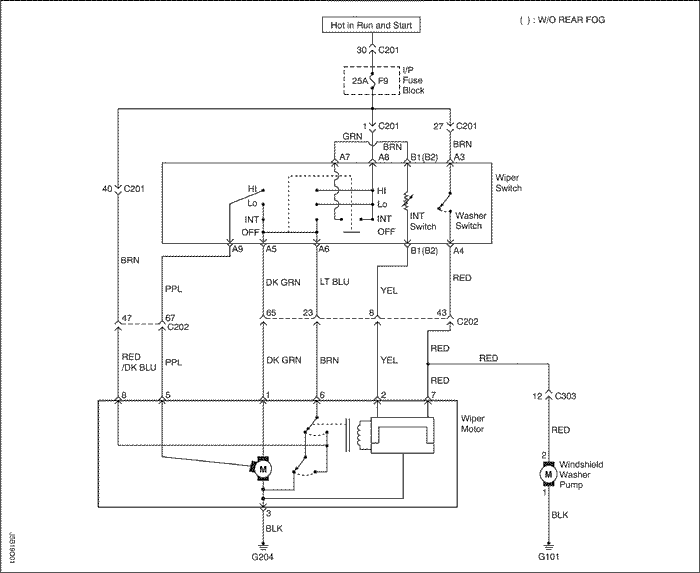 Hot in Run and Start
( ) : W/O REAR FOG
30 C201
I/P
Fuse
Block
25A F9
1 C201
27 C201
GRN
BRN
BRN
A7 A8 B1(B2) A3
40 C201
Wiper
Switch
HI
Lo
INT
OFF
HI
Lo
INT
OFF
INT
Switch
Washer
Switch
A9 A5 A6 B1(B2) A4
BRN
PPL
DK GRN
LT BLU
YEL
RED
47 67
C202
65 23 8 43
C202
RED
/DK BLU
PPL
DK GRN
BRN
YEL
RED
RED
RED
8 5 1 6 2 7
12 C303
Wiper
Motor
RED
M
2
M
1
Windshield
Washer
Pump
3
BLK
BLK
G204
G101